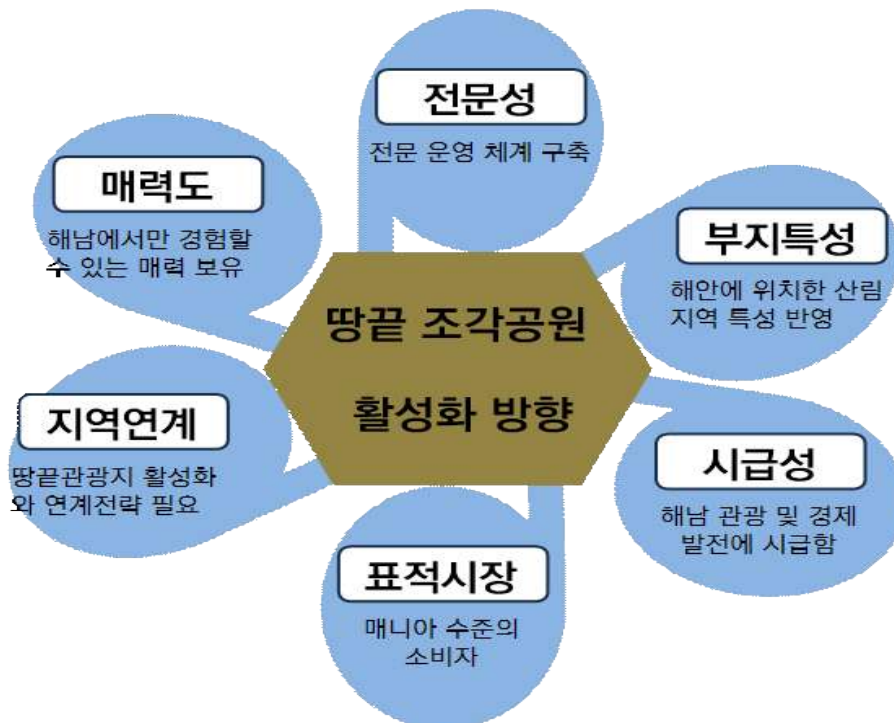 전문성
전문 운영 체계 구축
매력도
해남에서만 경험할
수 있는 매력 보유
부지특성
해안에 위치한 산림
지역 특성 반영
땅끝 조각공원
활성화 방향
지역연계
땅끝관광지 활성화
와 연계전략 필요
시급성
해남 관광 및 경제
발전에 시급함
표적시장
매니아 수준의
소비자